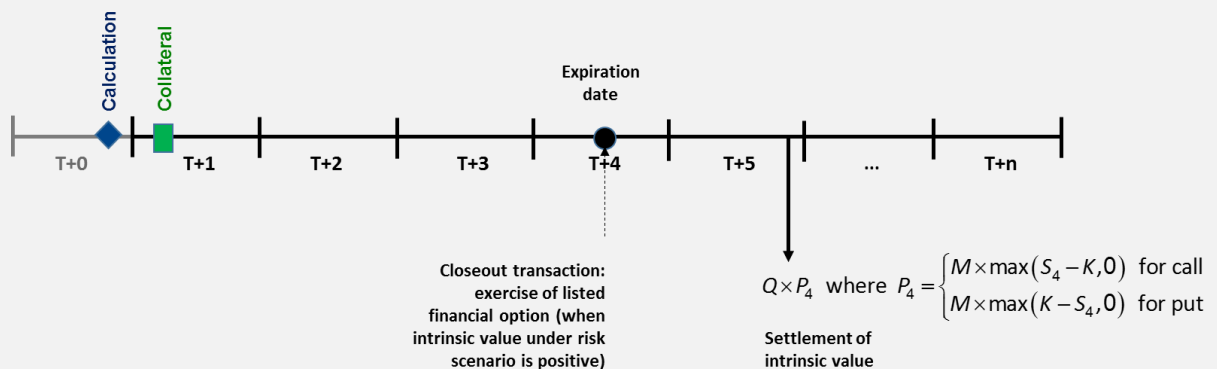 Calculation
Collateral
Expiration
date
T+0
T+1
T+2
T+3
T+4
T+5
...
T+n
Closeout transaction:
exercise of listed
financial option (when
intrinsic value under risk
scenario is positive)
Q×P₄ where P₄ = { M×max(S₄−K,0) for call
M×max(K−S₄,0) for put
Settlement of
intrinsic value